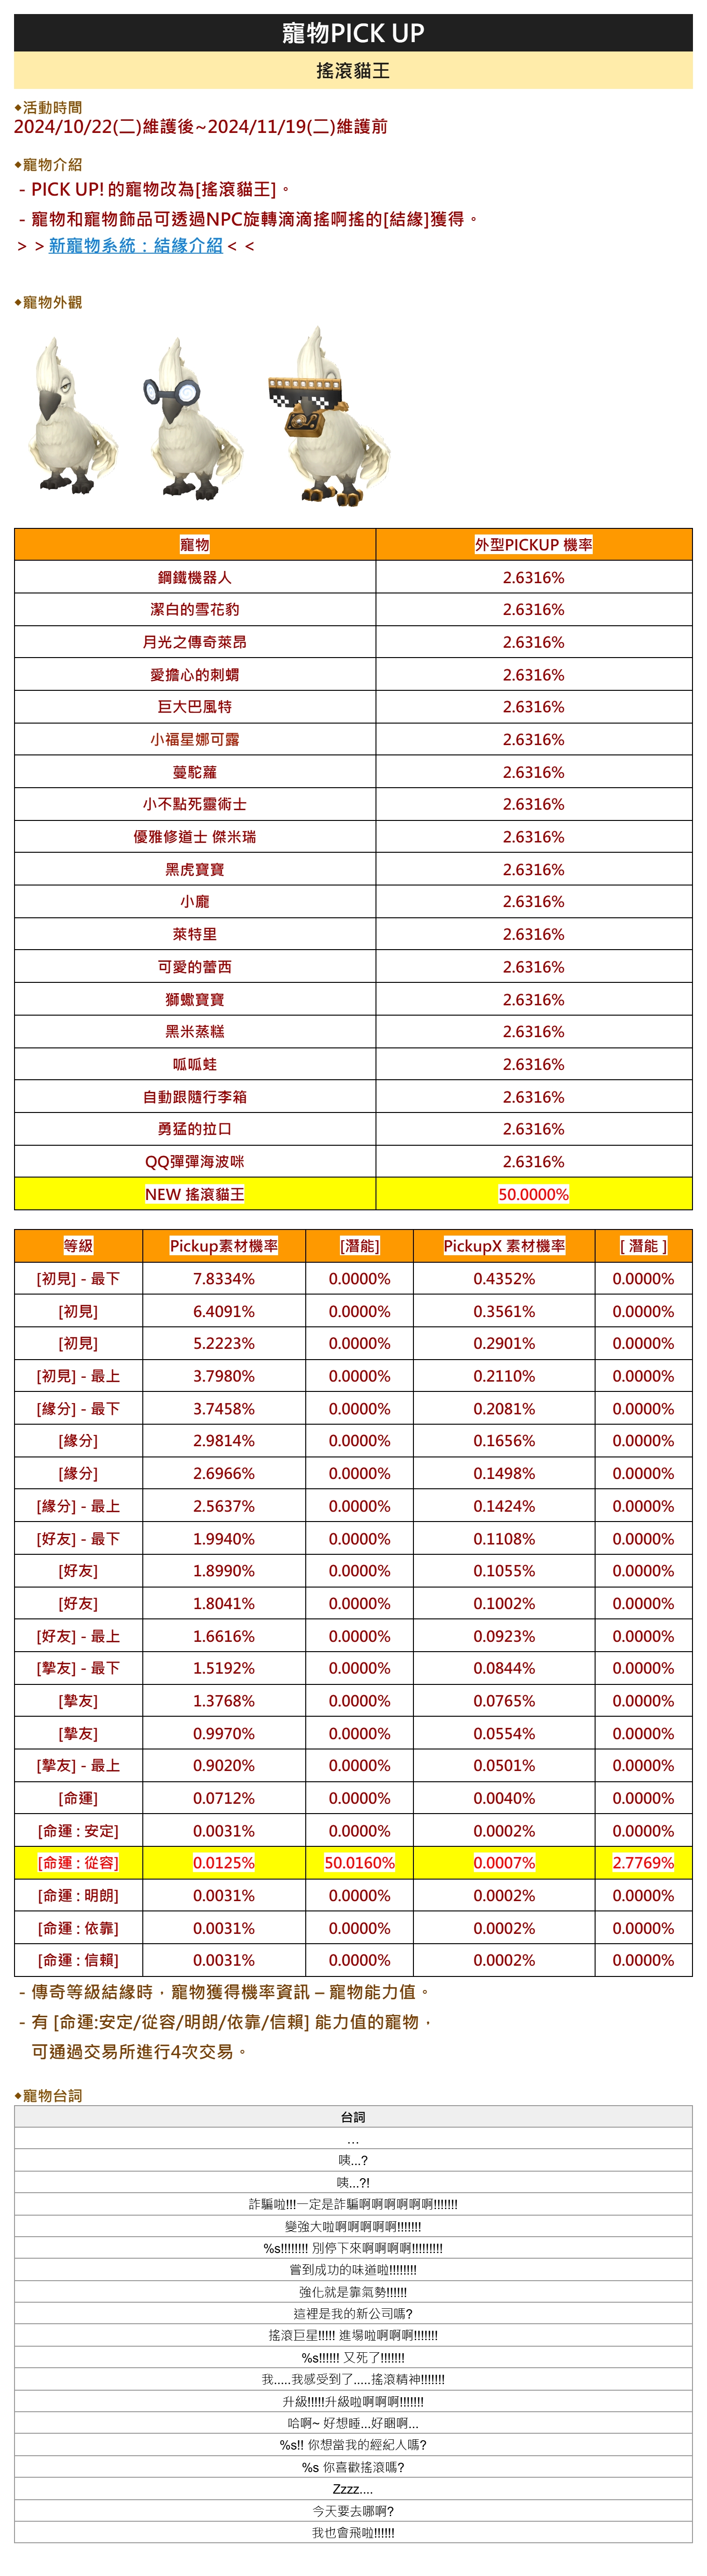 寵物PICK UP
搖滾貓王
◆活動時間
2024/10/22(二)維護後~2024/11/19(二)維護前
◆寵物介紹
- PICK UP! 的寵物改為[搖滾貓王]。
- 寵物和寵物飾品可透過NPC旋轉滴滴搖啊搖的[結緣]獲得。
> >新寵物系統:結緣介紹< <
◆寵物外觀
寵物 外型PICKUP 機率
鋼鐵機器人 2.6316%
潔白的雪花豹 2.6316%
月光之傳奇萊昂 2.6316%
愛擔心的刺蝟 2.6316%
巨大巴風特 2.6316%
小福星娜可露 2.6316%
蔓駝蘿 2.6316%
小不點死靈術士 2.6316%
優雅修道士 傑米瑞 2.6316%
黑虎寶寶 2.6316%
小龐 2.6316%
萊特里 2.6316%
可愛的蕾西 2.6316%
獅蠍寶寶 2.6316%
黑米蒸糕 2.6316%
呱呱蛙 2.6316%
自動跟隨行李箱 2.6316%
勇猛的拉口 2.6316%
QQ彈彈海波咪 2.6316%
NEW 搖滾貓王 50.0000%
等級 Pickup素材機率 [潛能] PickupX 素材機率 [ 潛能 ]
[初見] - 最下 7.8334% 0.0000% 0.4352% 0.0000%
[初見] 6.4091% 0.0000% 0.3561% 0.0000%
[初見] 5.2223% 0.0000% 0.2901% 0.0000%
[初見] - 最上 3.7980% 0.0000% 0.2110% 0.0000%
[緣分] - 最下 3.7458% 0.0000% 0.2081% 0.0000%
[緣分] 2.9814% 0.0000% 0.1656% 0.0000%
[緣分] 2.6966% 0.0000% 0.1498% 0.0000%
[緣分] - 最上 2.5637% 0.0000% 0.1424% 0.0000%
[好友] - 最下 1.9940% 0.0000% 0.1108% 0.0000%
[好友] 1.8990% 0.0000% 0.1055% 0.0000%
[好友] 1.8041% 0.0000% 0.1002% 0.0000%
[好友] - 最上 1.6616% 0.0000% 0.0923% 0.0000%
[摯友] - 最下 1.5192% 0.0000% 0.0844% 0.0000%
[摯友] 1.3768% 0.0000% 0.0765% 0.0000%
[摯友] 0.9970% 0.0000% 0.0554% 0.0000%
[摯友] - 最上 0.9020% 0.0000% 0.0501% 0.0000%
[命運] 0.0712% 0.0000% 0.0040% 0.0000%
[命運 : 安定] 0.0031% 0.0000% 0.0002% 0.0000%
[命運 : 從容] 0.0125% 50.0160% 0.0007% 2.7769%
[命運 : 明朗] 0.0031% 0.0000% 0.0002% 0.0000%
[命運 : 依靠] 0.0031% 0.0000% 0.0002% 0.0000%
[命運 : 信賴] 0.0031% 0.0000% 0.0002% 0.0000%
- 傳奇等級結緣時,寵物獲得機率資訊 – 寵物能力值。
- 有 [命運:安定/從容/明朗/依靠/信賴] 能力值的寵物,
可通過交易所進行4次交易。
◆寵物台詞
台詞
...
咦...?
咦...?!
詐騙啦!!!一定是詐騙啊啊啊啊啊啊!!!!!!!
變強大啦啊啊啊啊啊!!!!!!!
%s!!!!!!!! 別停下來啊啊啊啊!!!!!!!!!
嘗到成功的味道啦!!!!!!!!
強化就是靠氣勢!!!!!!
這裡是我的新公司嗎?
搖滾巨星!!!!! 進場啦啊啊啊!!!!!!!
%s!!!!!! 又死了!!!!!!!
我.....我感受到了.....搖滾精神!!!!!!!
升級!!!!!升級啦啊啊啊!!!!!!!
哈啊~ 好想睡...好睏啊...
%s!! 你想當我的經紀人嗎?
%s 你喜歡搖滾嗎?
Zzzz....
今天要去哪啊?
我也會飛啦!!!!!!